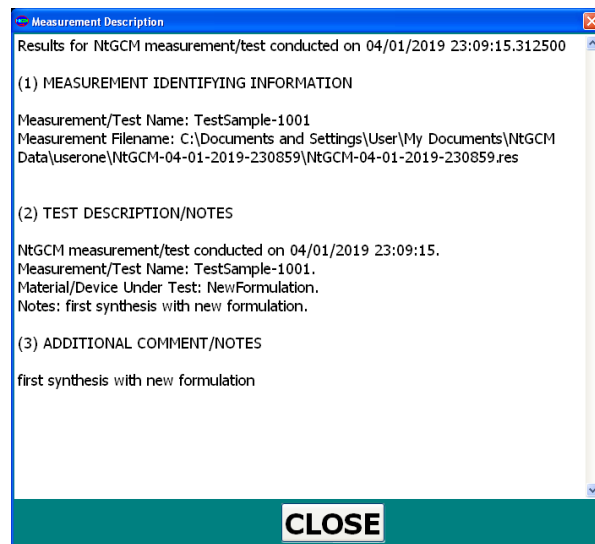 Measurement Description
Results for NtGCM measurement/test conducted on 04/01/2019 23:09:15.312500
(1) MEASUREMENT IDENTIFYING INFORMATION
Measurement/Test Name: TestSample-1001
Measurement Filename: C:\Documents and Settings\User\My Documents\NtGCM
Data\userone\NtGCM-04-01-2019-230859\NtGCM-04-01-2019-230859.res
(2) TEST DESCRIPTION/NOTES
NtGCM measurement/test conducted on 04/01/2019 23:09:15.
Measurement/Test Name: TestSample-1001.
Material/Device Under Test: NewFormulation.
Notes: first synthesis with new formulation.
(3) ADDITIONAL COMMENT/NOTES
first synthesis with new formulation
CLOSE